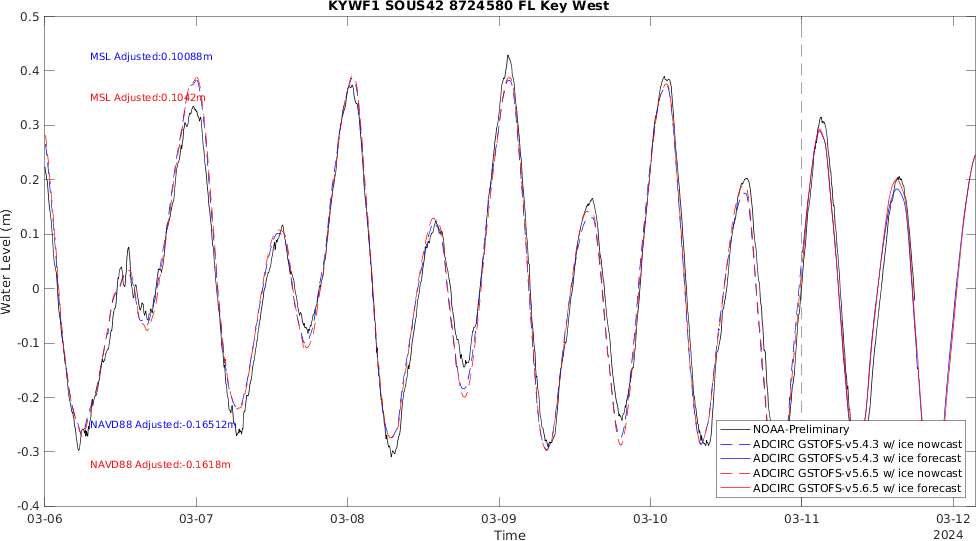 KYWF1 SOUS42 8724580 FL Key West
0.5
MSL Adjusted:0.10088m
0.4
MSL Adjusted:0.1042m
0.3
0.2
0.1
0
-0.1
-0.2
NAVD88 Adjusted:-0.16512m
-0.3
NAVD88 Adjusted:-0.1618m
-0.4
Water Level (m)
NOAA-Preliminary
ADCIRC GSTOFS-v5.4.3 w/ ice nowcast
ADCIRC GSTOFS-v5.4.3 w/ ice forecast
ADCIRC GSTOFS-v5.6.5 w/ ice nowcast
ADCIRC GSTOFS-v5.6.5 w/ ice forecast
03-06 03-07 03-08 03-09 03-10 03-11 03-12
Time 2024